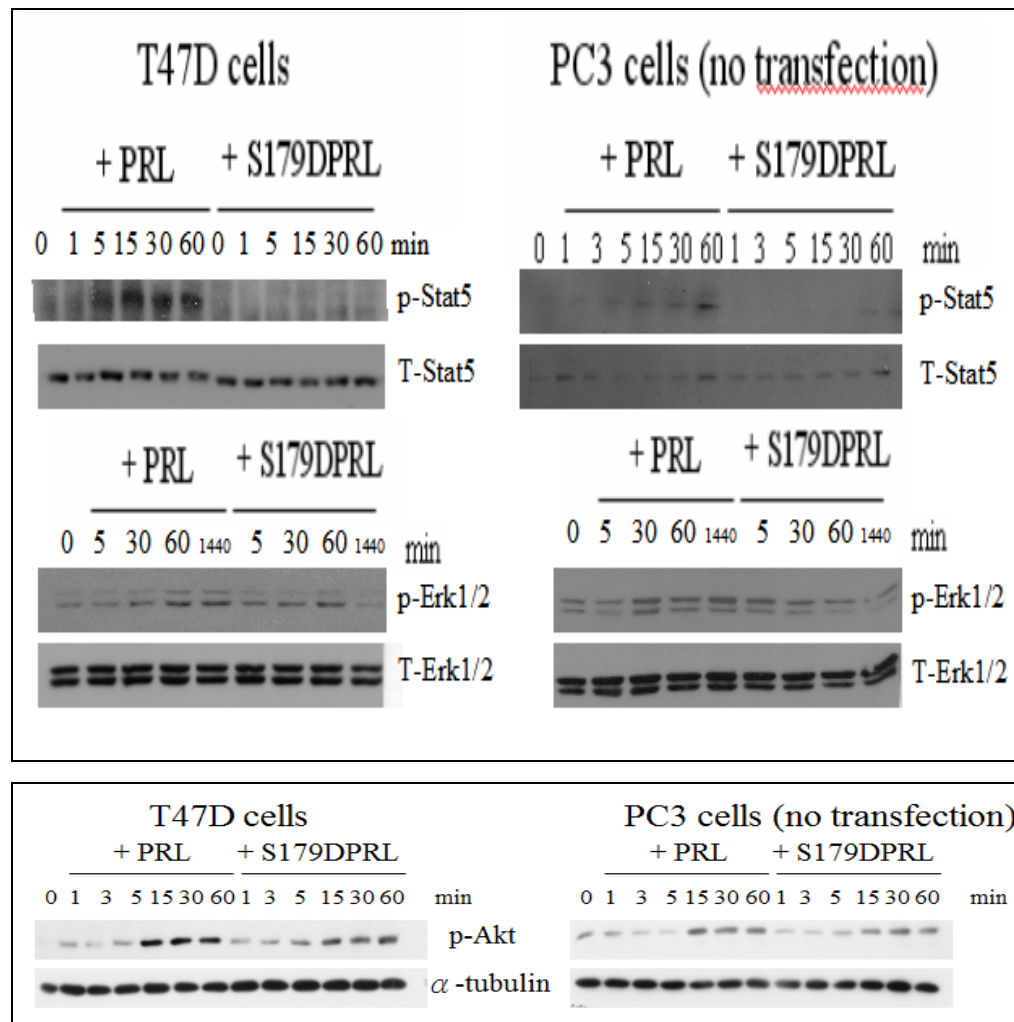 T47D cells
PC3 cells (no transfection)
+ PRL
+ S179DPRL
+ PRL
+ S179DPRL
0 1 5 15 30 60 0 1 5 15 30 60 min
0 1 3 5 15 30 60 1 3 5 15 30 60 min
p-Stat5
p-Stat5
T-Stat5
T-Stat5
+ PRL
+ S179DPRL
+ PRL
+ S179DPRL
0 5 30 60 1440 5 30 60 1440 min
0 5 30 60 1440 5 30 60 1440 min
p-Erk1/2
p-Erk1/2
T-Erk1/2
T-Erk1/2
T47D cells
PC3 cells (no transfection)
+ PRL
+ S179DPRL
+ PRL
+ S179DPRL
0 1 3 5 15 30 60 1 3 5 15 30 60 min
0 1 3 5 15 30 60 1 3 5 15 30 60 min
p-Akt
α-tubulin